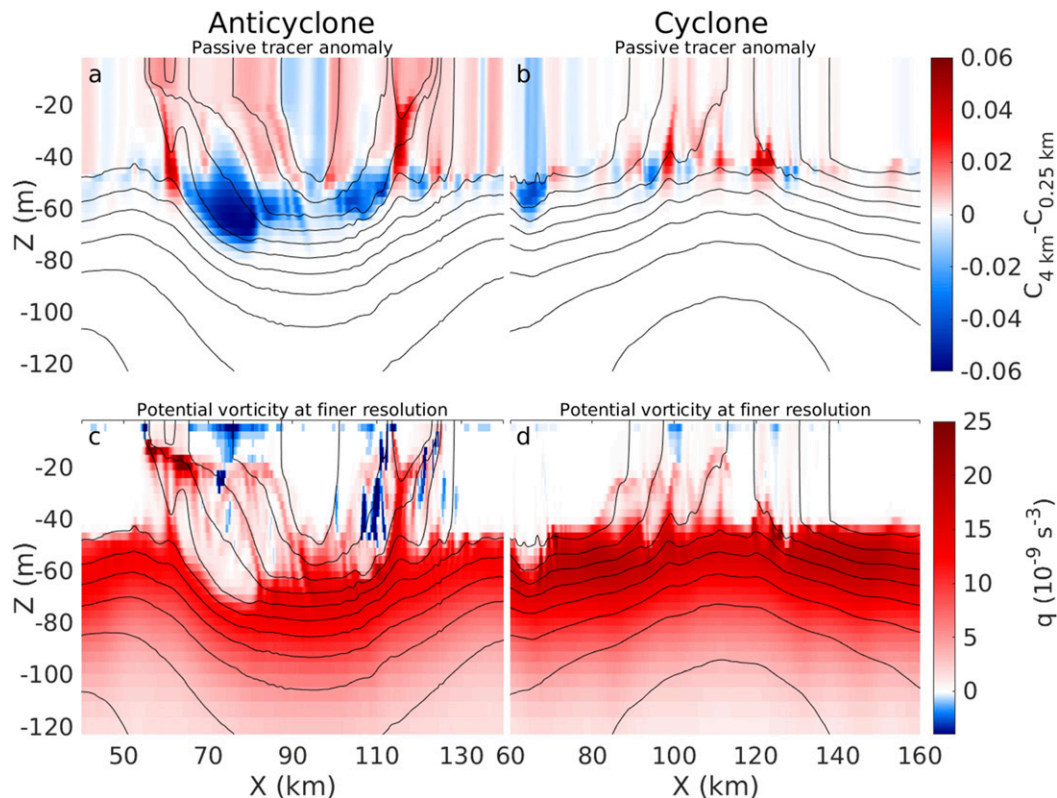 Anticyclone
Cyclone
Passive tracer anomaly
Passive tracer anomaly
a
b
-20
-40
-60
-80
-100
-120
Z (m)
0.06
0.04
0.02
0
-0.02
-0.04
-0.06
C4 km-C0.25 km
Potential vorticity at finer resolution
Potential vorticity at finer resolution
c
d
-20
-40
-60
-80
-100
-120
Z (m)
25
20
15
10
5
0
q (10-9 s-3)
50 70 90 110 130 60 80 100 120 140 160
X (km)
X (km)